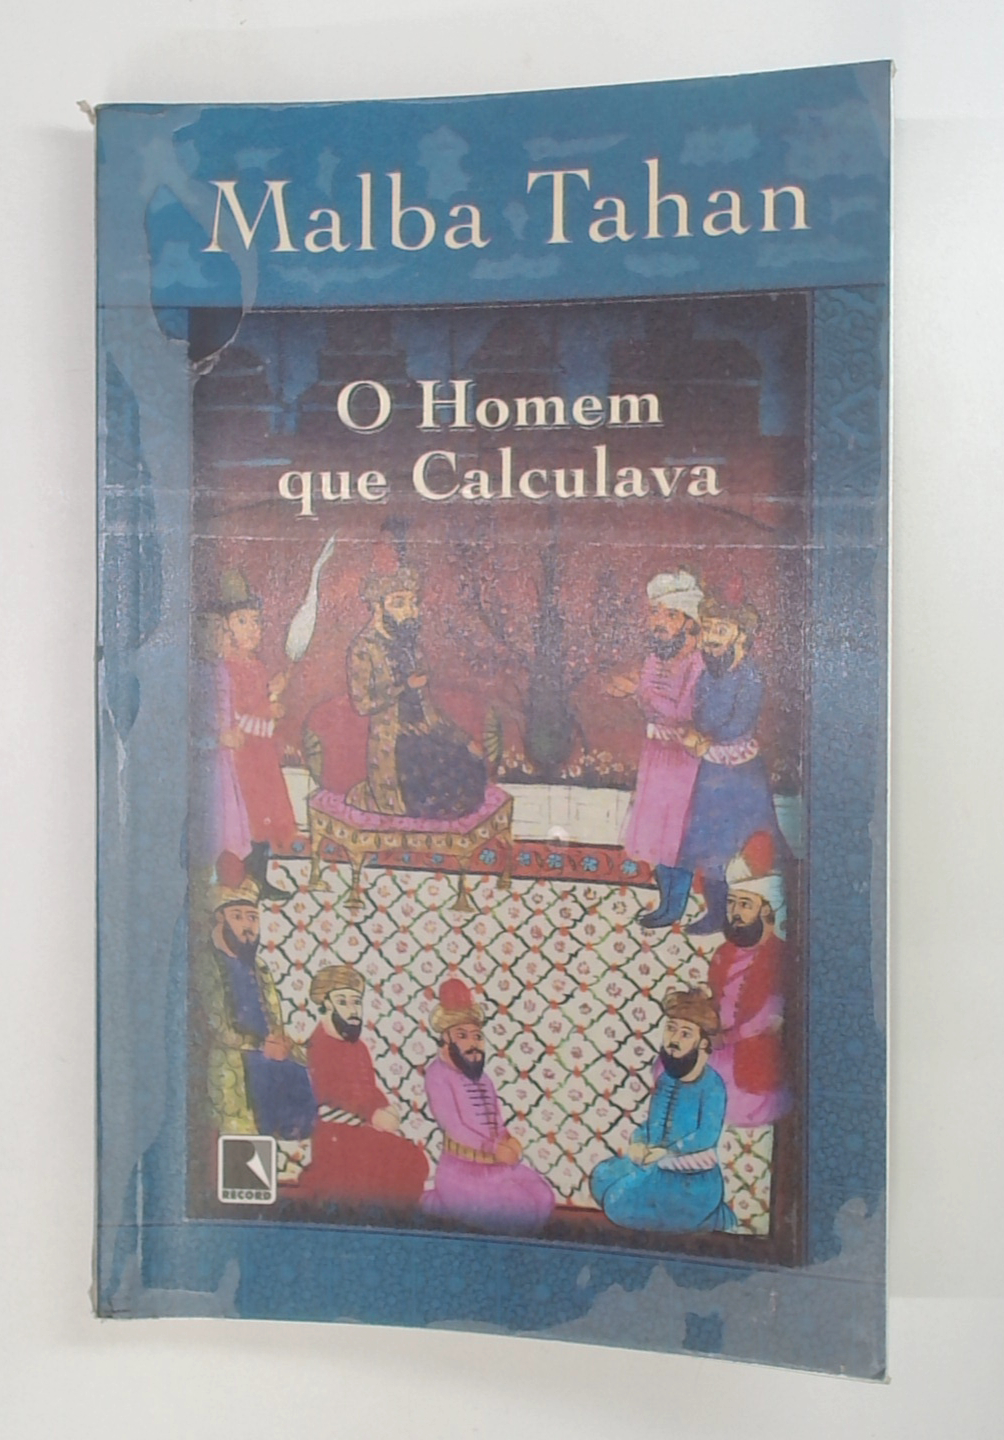 Malba Tahan
O Homem
que Calculava
RECORD